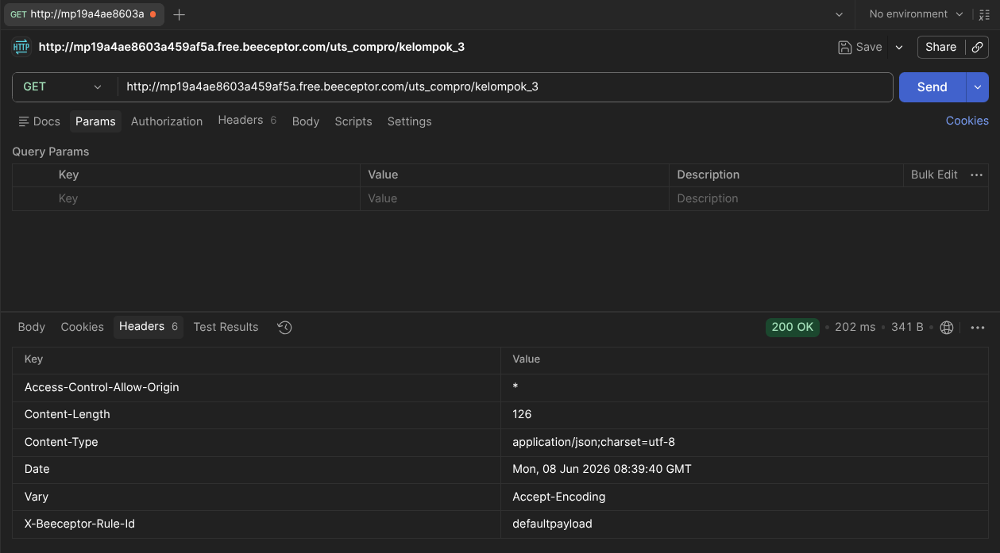 GET http://mp19a4ae8603a
No environment
HTTP http://mp19a4ae8603a459af5a.free.beeceptor.com/uts_compro/kelompok_3
Save
Share
GET http://mp19a4ae8603a459af5a.free.beeceptor.com/uts_compro/kelompok_3
Send
Docs Params Authorization Headers 6 Body Scripts Settings Cookies
Query Params
Key Value Description Bulk Edit
Key Value Description
Body Cookies Headers 6 Test Results 200 OK • 202 ms • 341 B •
Key Value
Access-Control-Allow-Origin *
Content-Length 126
Content-Type application/json;charset=utf-8
Date Mon, 08 Jun 2026 08:39:40 GMT
Vary Accept-Encoding
X-Beeceptor-Rule-Id defaultpayload